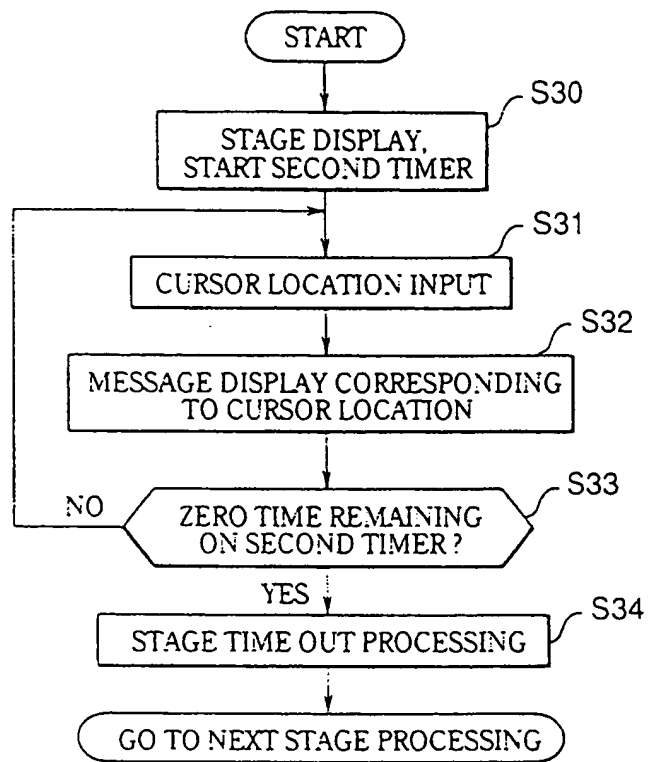 START
S30
STAGE DISPLAY,
START SECOND TIMER
S31
CURSOR LOCATION INPUT
S32
MESSAGE DISPLAY CORRESPONDING
TO CURSOR LOCATION
S33
NO
ZERO TIME REMAINING
ON SECOND TIMER ?
YES
S34
STAGE TIME OUT PROCESSING
GO TO NEXT STAGE PROCESSING